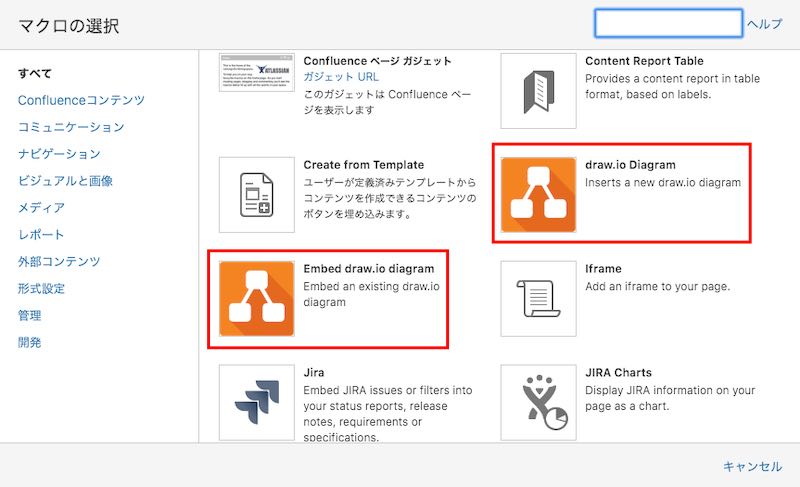 マクロの選択
ヘルプ
すべて
Confluenceコンテンツ
コミュニケーション
ナビゲーション
ビジュアルと画像
メディア
レポート
外部コンテンツ
形式設定
管理
開発
ATLASSIAN
Confluence ページ ガジェット
ガジェット URL
このガジェットは Confluence ペー
ジを表示します
Content Report Table
Provides a content report in table
format, based on labels.
Create from Template
ユーザーが定義済みテンプレートから
コンテンツを作成できるコンテンツの
ボタンを埋め込みます。
draw.io Diagram
Inserts a new draw.io diagram
Embed draw.io diagram
Embed an existing draw.io
diagram
Iframe
Add an iframe to your page.
Jira
Embed JIRA issues or filters into
your status reports, release
notes, requirements or
specifications.
JIRA Charts
Display JIRA information on your
page as a chart.
キャンセル